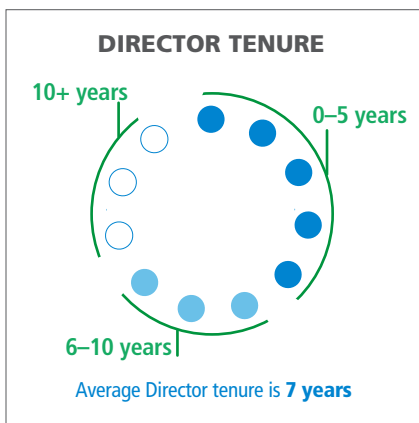 DIRECTOR TENURE
10+ years
0–5 years
6–10 years
Average Director tenure is 7 years